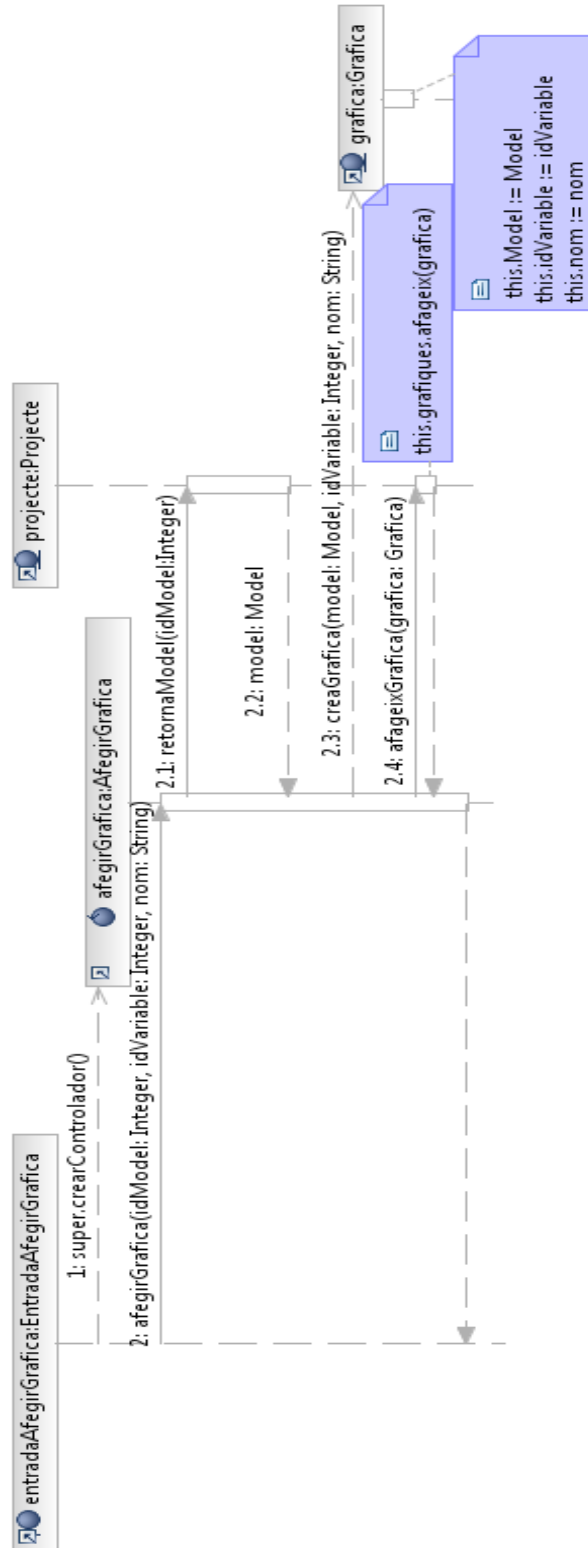 entradaAfegirGrafica:EntradaAfegirGrafica
projecte:Projecte
afegirGrafica:AfegirGrafica
grafica:Grafica
1: super.crearControlador()
2: afegirGrafica(idModel: Integer, idVariable: Integer, nom: String)
2.1: retornaModel(idModel:Integer)
2.2: model: Model
2.3: creaGrafica(model: Model, idVariable: Integer, nom: String)
2.4: afageixGrafica(grafica: Grafica)
this.grafiques.afageix(grafica)
this.Model := Model
this.idVariable := idVariable
this.nom := nom